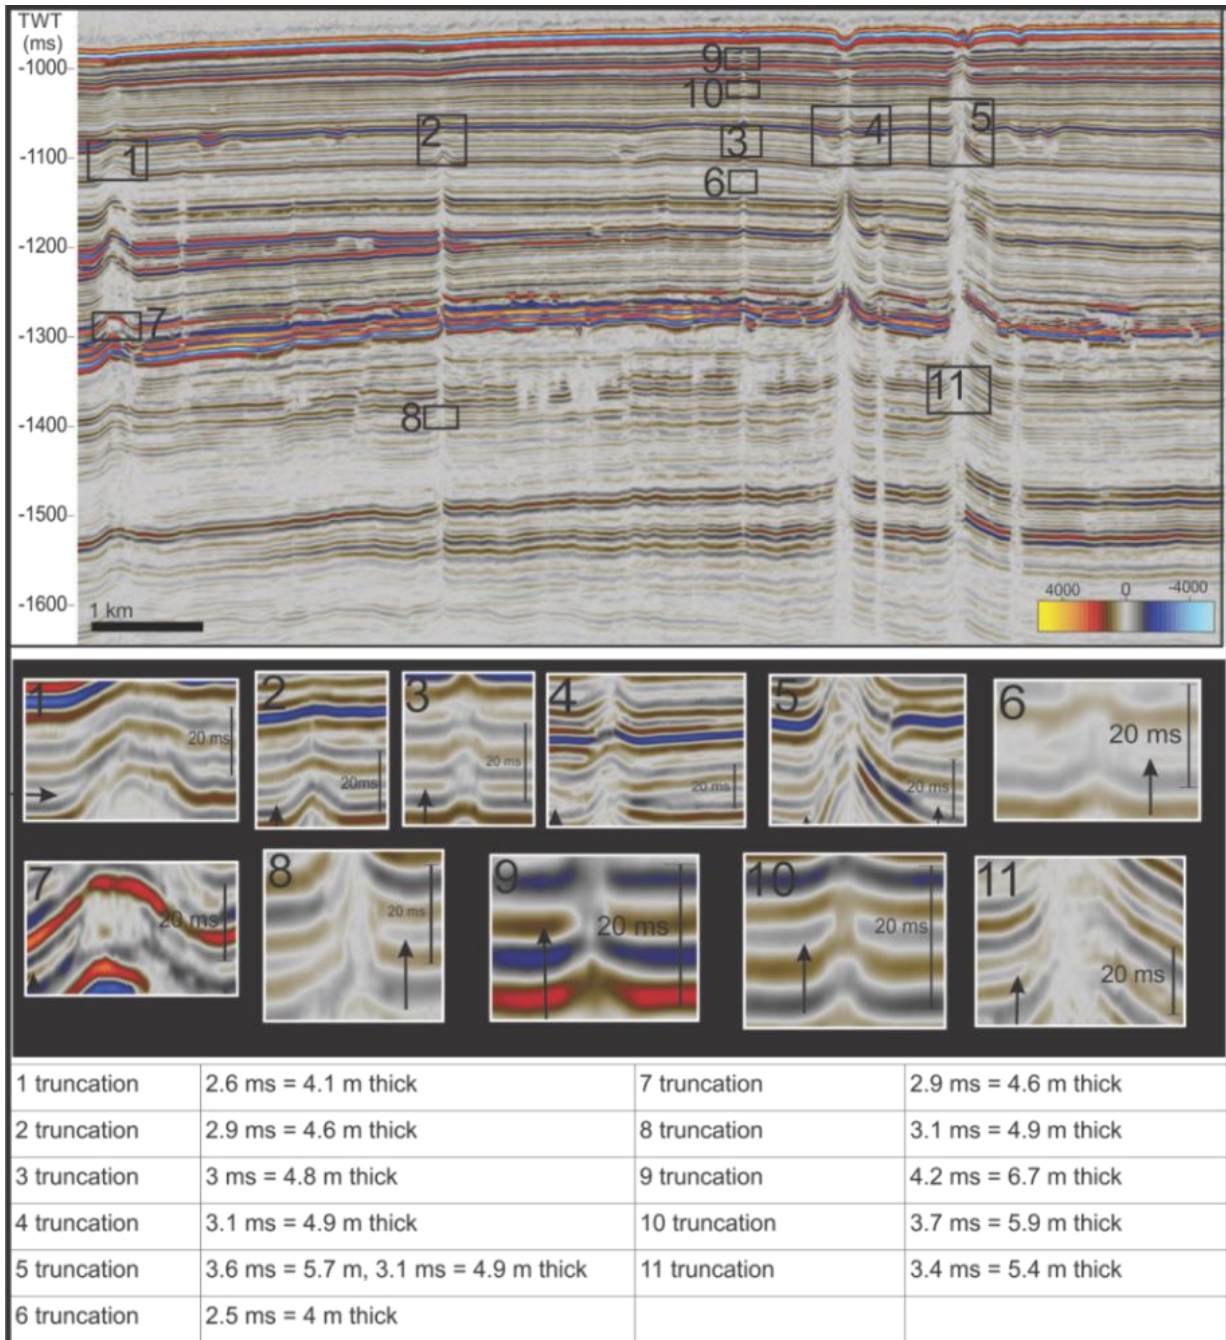 TWT
(ms)
-1000
-1100
-1200
-1300
-1400
-1500
-1600
9
10
2
3
4
5
1
6
7
8
11
1 km
4000 0 -4000
1
20 ms
2
20ms
3
20 ms
4
20 ms
5
20 ms
6
20 ms
7
20 ms
8
20 ms
9
20 ms
10
20 ms
11
20 ms
1 truncation 2.6 ms = 4.1 m thick 7 truncation 2.9 ms = 4.6 m thick
2 truncation 2.9 ms = 4.6 m thick 8 truncation 3.1 ms = 4.9 m thick
3 truncation 3 ms = 4.8 m thick 9 truncation 4.2 ms = 6.7 m thick
4 truncation 3.1 ms = 4.9 m thick 10 truncation 3.7 ms = 5.9 m thick
5 truncation 3.6 ms = 5.7 m, 3.1 ms = 4.9 m thick 11 truncation 3.4 ms = 5.4 m thick
6 truncation 2.5 ms = 4 m thick